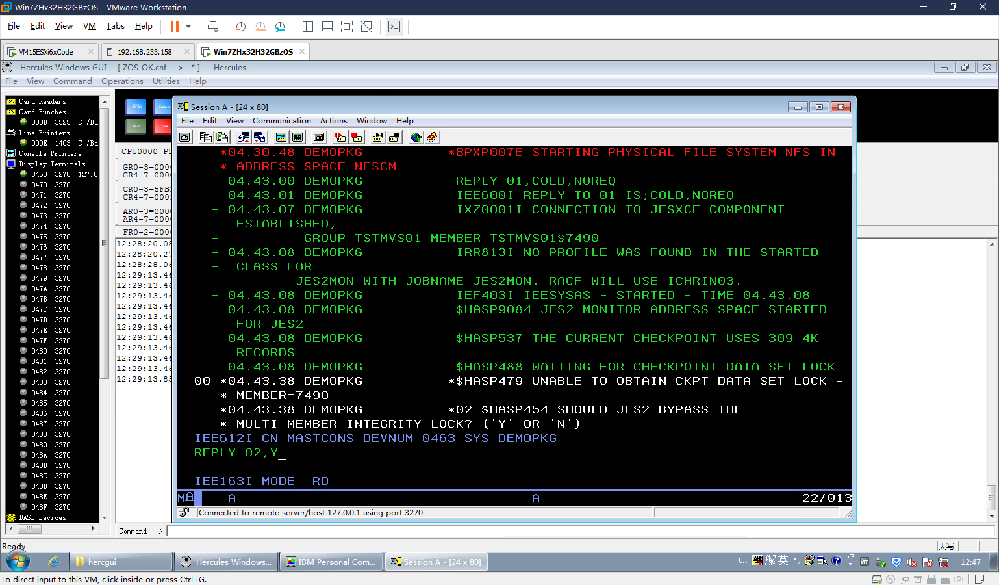 Win7ZHx32H32GBzOS - VMware Workstation
File Edit View VM Tabs Help
VM15ESXi6xCode
192.168.233.158
Win7ZHx32H32GBzOS
Hercules Windows GUI - [ ZOS-OK.cnf --> * ] - Hercules
File View Command Operations Utilities Help
Card Readers
Card Punches
000D 3525 C:/Ba
Line Printers
000E 1403 C:/Ba
Console Printers
Display Terminals
0463 3270 127.0
0470 3270
0471 3270
0472 3270
0473 3270
0474 3270
0475 3270
0476 3270
0477 3270
0478 3270
0479 3270
047A 3270
047B 3270
047C 3270
047D 3270
047E 3270
047F 3270
0480 3270
0481 3270
0482 3270
0483 3270
0484 3270
0485 3270
0486 3270
0487 3270
0488 3270
0489 3270
048A 3270
048B 3270
048C 3270
048D 3270
048E 3270
048F 3270
DASD Devices
CPU0000 PS
GR0-3=0000
GR4-7=0000
CR0-3=5FB1
CR4-7=0001
AR0-3=0000
AR4-7=0000
FR0-2=0000
12:28:20.08
12:28:20.27
12:28:28.06
12:29:13.46
12:29:13.46
12:29:13.46
12:29:13.46
12:29:13.46
12:29:13.46
12:29:13.46
12:29:13.46
12:29:13.46
12:29:13.46
12:29:13.85
Session A - [24 x 80]
File Edit View Communication Actions Window Help
*04.30.48 DEMOPKG *BPXP007E STARTING PHYSICAL FILE SYSTEM NFS IN
* ADDRESS SPACE NFSCM
- 04.43.00 DEMOPKG REPLY 01,COLD,NOREQ
04.43.01 DEMOPKG IEE600I REPLY TO 01 IS;COLD,NOREQ
- 04.43.07 DEMOPKG IXZ0001I CONNECTION TO JESXCF COMPONENT
- ESTABLISHED,
- GROUP TSTMVS01 MEMBER TSTMVS01$7490
- 04.43.08 DEMOPKG IRR813I NO PROFILE WAS FOUND IN THE STARTED
- CLASS FOR
- JES2MON WITH JOBNAME JES2MON. RACF WILL USE ICHRIN03.
- 04.43.08 DEMOPKG IEF403I IEESYSAS - STARTED - TIME=04.43.08
04.43.08 DEMOPKG $HASP9084 JES2 MONITOR ADDRESS SPACE STARTED
FOR JES2
04.43.08 DEMOPKG $HASP537 THE CURRENT CHECKPOINT USES 309 4K
RECORDS
04.43.08 DEMOPKG $HASP488 WAITING FOR CHECKPOINT DATA SET LOCK
00 *04.43.38 DEMOPKG *$HASP479 UNABLE TO OBTAIN CKPT DATA SET LOCK -
* MEMBER=7490
*04.43.38 DEMOPKG *02 $HASP454 SHOULD JES2 BYPASS THE
* MULTI-MEMBER INTEGRITY LOCK? ('Y' OR 'N')
IEE612I CN=MASTCONS DEVNUM=0463 SYS=DEMOPKG
REPLY 02,Y_
IEE163I MODE= RD
MA A A 22/013
Connected to remote server/host 127.0.0.1 using port 3270
Command ==>
Ready
大写
hercgui
Hercules Windows...
IBM Personal Com...
Session A - [24 x 80]
CH
英
12:47
To direct input to this VM, click inside or press Ctrl+G.